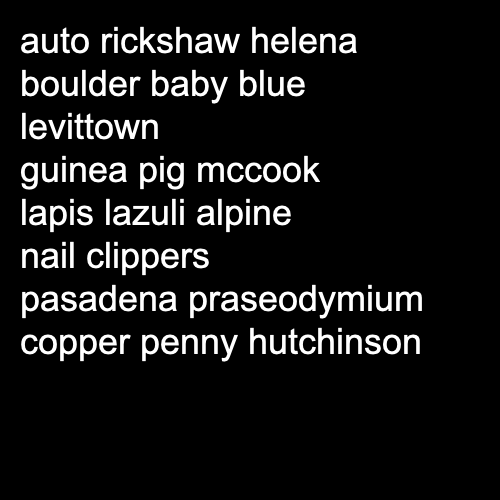 auto rickshaw helena
boulder baby blue
levittown
guinea pig mccook
lapis lazuli alpine
nail clippers
pasadena praseodymium
copper penny hutchinson